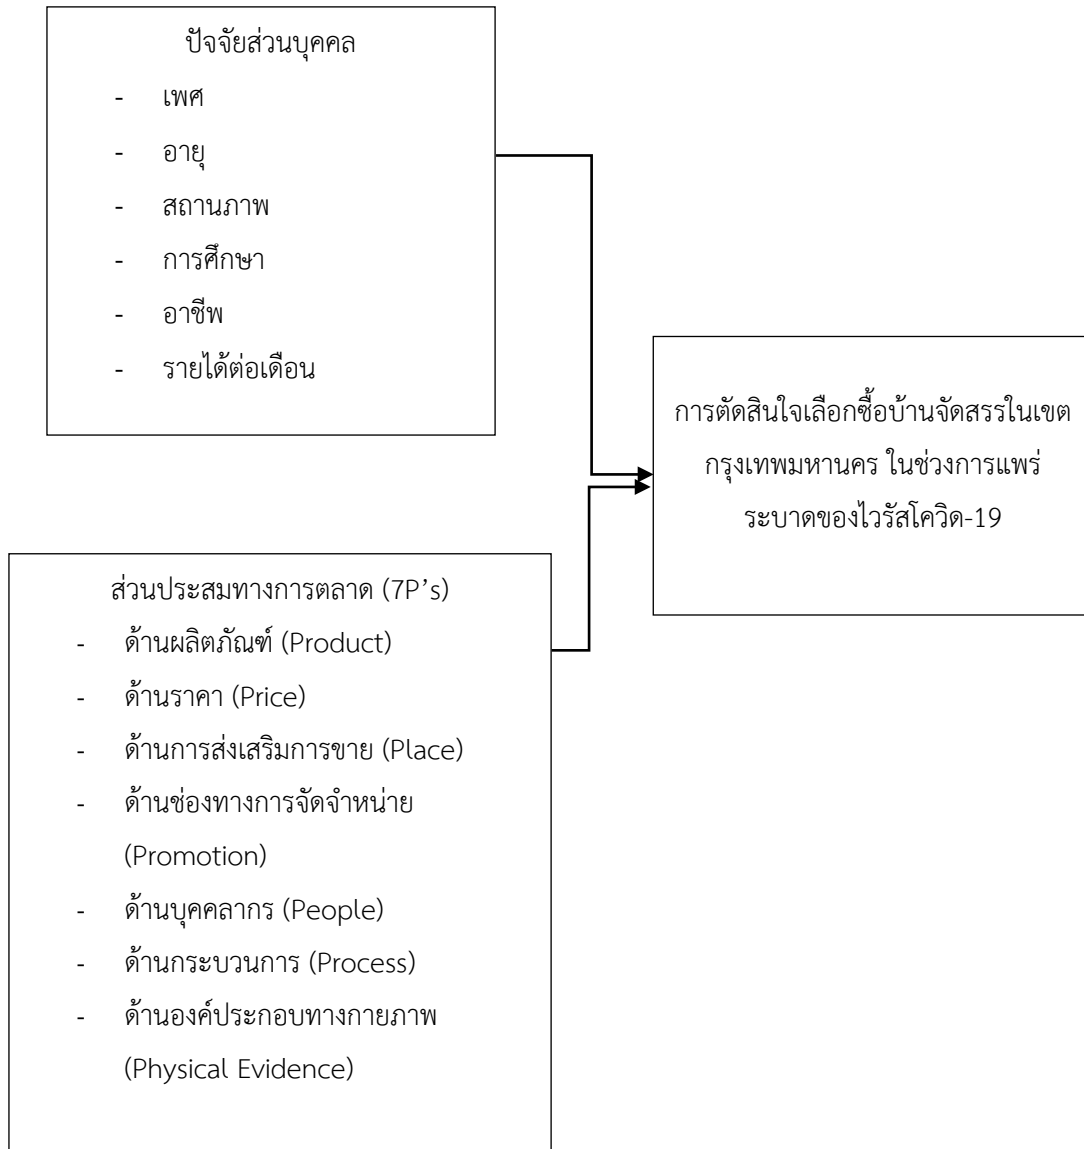 ปัจจัยส่วนบุคคล
- เพศ
- อายุ
- สถานภาพ
- การศึกษา
- อาชีพ
- รายได้ต่อเดือน
การตัดสินใจเลือกซื้อบ้านจัดสรรในเขต
กรุงเทพมหานคร ในช่วงการแพร่
ระบาดของไวรัสโควิด-19
ส่วนประสมทางการตลาด (7P’s)
- ด้านผลิตภัณฑ์ (Product)
- ด้านราคา (Price)
- ด้านการส่งเสริมการขาย (Place)
- ด้านช่องทางการจัดจำหน่าย
(Promotion)
- ด้านบุคคลากร (People)
- ด้านกระบวนการ (Process)
- ด้านองค์ประกอบทางกายภาพ
(Physical Evidence)